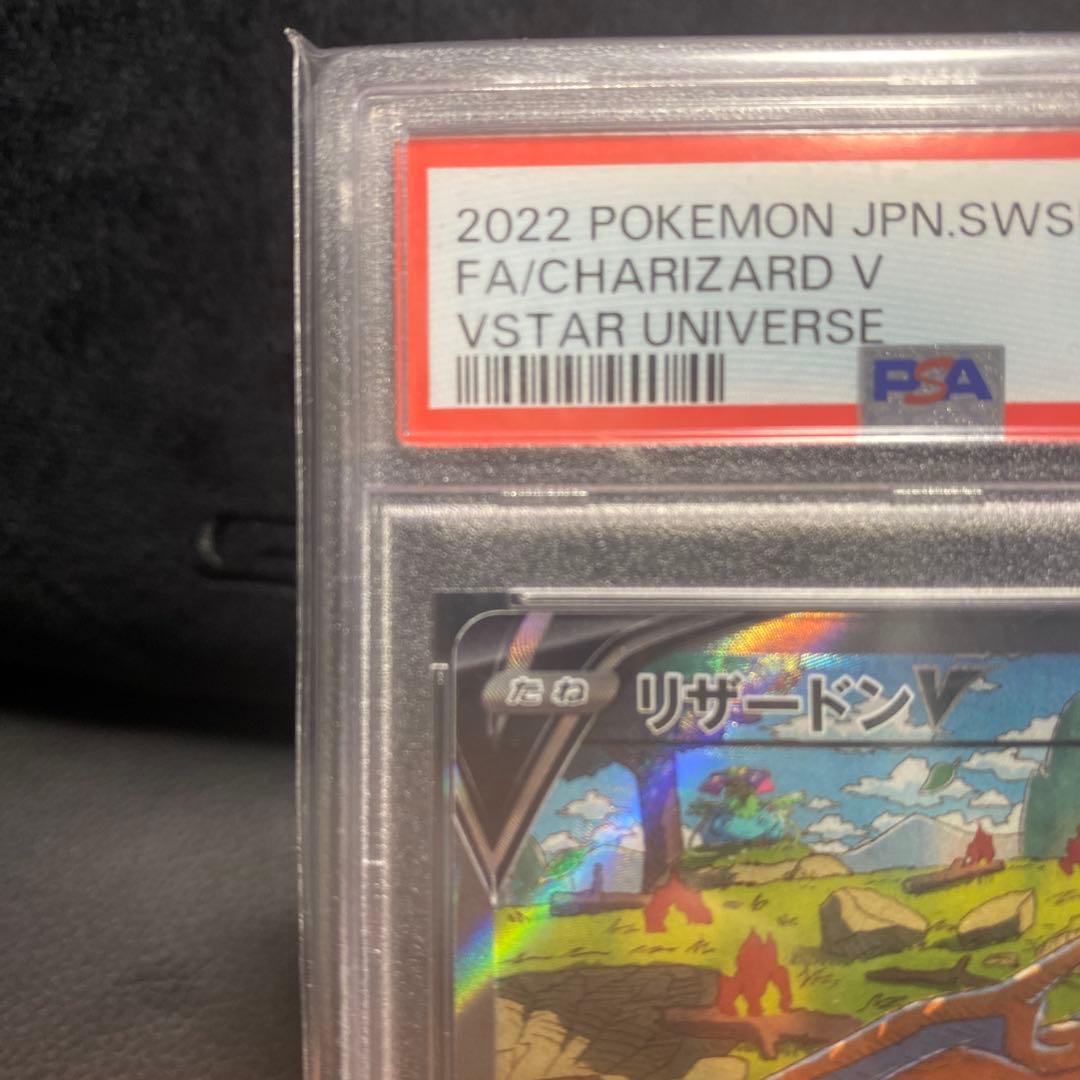 2022 POKEMON JPN.SWS
FA/CHARIZARD V
VSTAR UNIVERSE
PSA
たね リザードンV